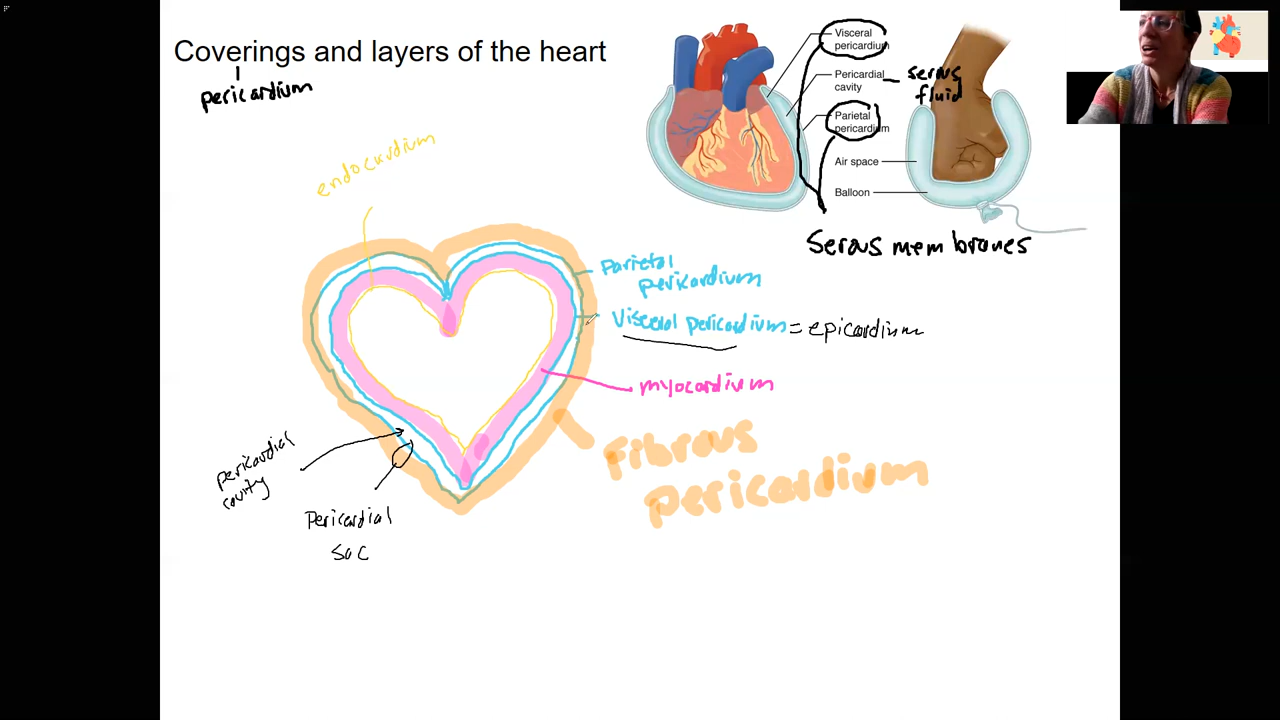 Coverings and layers of the heart
pericardium
endocardium
Visceral
pericardium
Pericardial
cavity
serous
fluid
Parietal
pericardium
Air space
Balloon
Serous membranes
Parietal
pericardium
Visceral pericardium = epicardium
myocardium
Fibrous
pericardium
pericardial
cavity
Pericardial
sac